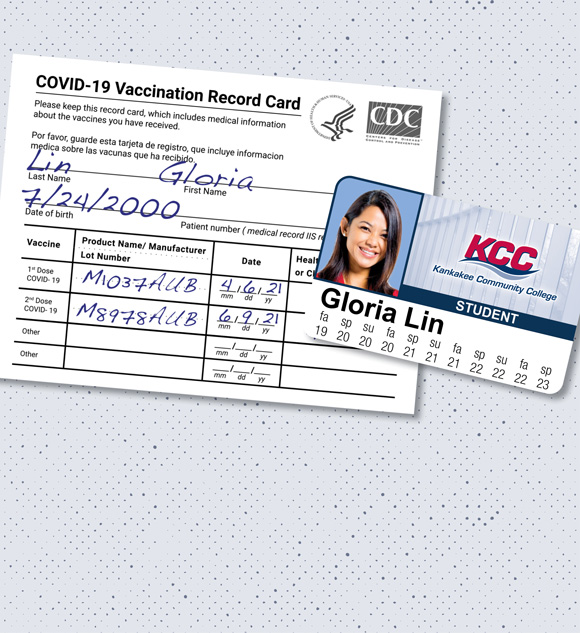 COVID-19 Vaccination Record Card
Please keep this record card, which includes medical information
about the vaccines you have received.
Por favor, guarde esta tarjeta de registro, que incluye informacion
medica sobre las vacunas que ha recibido.
Lin Gloria
Last Name First Name
7/24/2000
Date of birth Patient number ( medical record IIS
Vaccine Product Name/ Manufacturer Lot Number Date
1st Dose COVID- 19 M1037AUB 4/6/21
mm dd yy
2nd Dose COVID- 19 M8978AUB 6/9/21
mm dd yy
Other __/__/__
mm dd yy
Other __/__/__
mm dd yy
CDC
CENTERS FOR DISEASE
CONTROL AND PREVENTION
KCC
Kankakee Community College
STUDENT
Gloria Lin
fa sp su fa sp su fa sp su fa sp
19 20 20 20 21 21 21 22 22 22 23